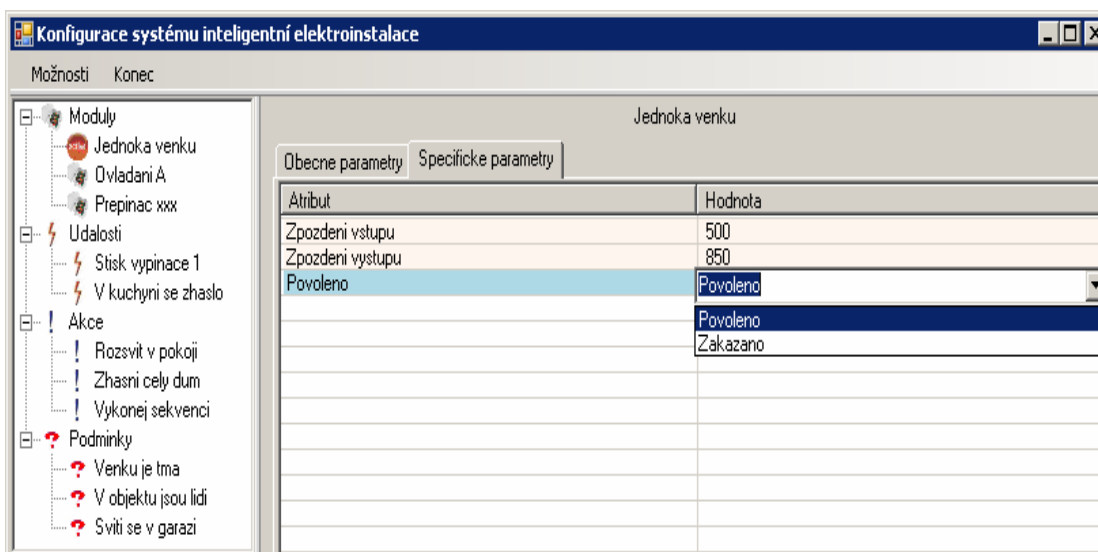 Konfigurace systému inteligentní elektroinstalace
Možnosti Konec
Moduly
Jednoka venku
Ovladani A
Prepinac xxx
Udalosti
Stisk vypinace 1
V kuchyni se zhaslo
Akce
Rozsvit v pokoji
Zhasni cely dum
Vykonej sekvenci
Podminky
Venku je tma
V objektu jsou lidi
Sviti se v garazi
Jednoka venku
Obecne parametry Specificke parametry
Atribut Hodnota
Zpozdeni vstupu 500
Zpozdeni vystupu 850
Povoleno Povoleno
Povoleno
Zakazano